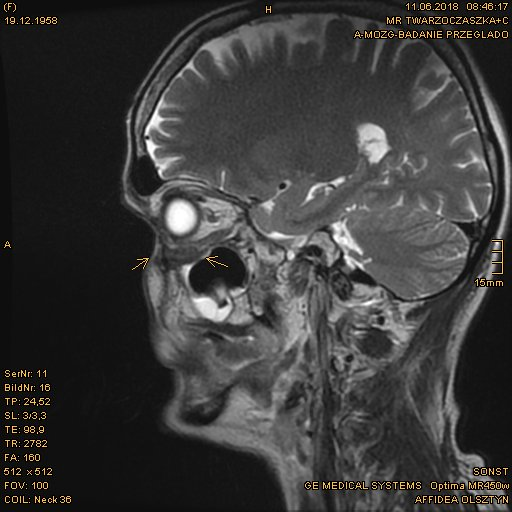 (F)
19.12.1958
H
11.06.2018 08:46:17
MR TWARZOCZASZKA+C
A-MOZG-BADANIE PRZEGLADO
A
15mm
SerNr: 11
BildNr: 16
TP: 24,52
SL: 3/3,3
TE: 98,9
TR: 2782
FA: 160
512 x 512
FOV: 100
COIL: Neck 36
SONST
GE MEDICAL SYSTEMS Optima MR450w
AFFIDEA OLSZTYN